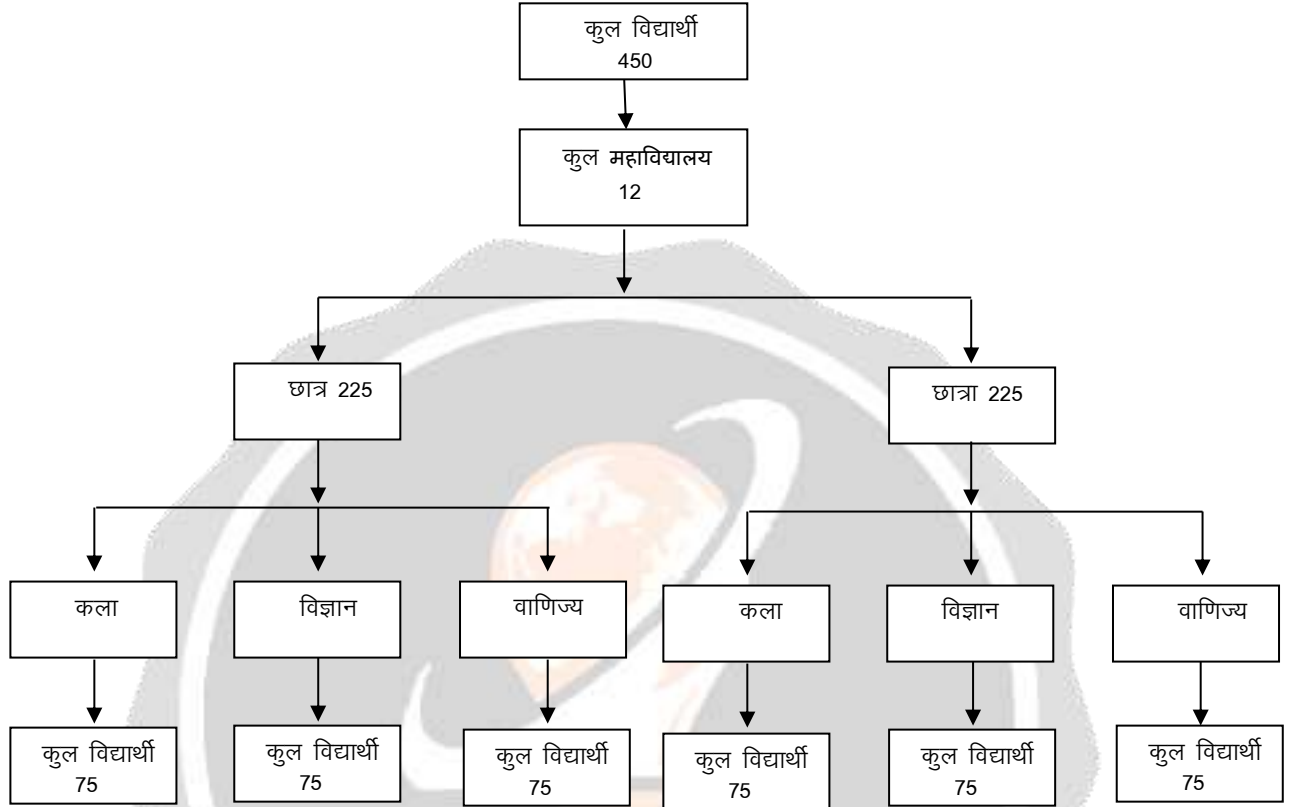 कुल विद्यार्थी
450
कुल महाविद्यालय
12
छात्र 225
छात्रा 225
कला
विज्ञान
वाणिज्य
कला
विज्ञान
वाणिज्य
कुल विद्यार्थी
75
कुल विद्यार्थी
75
कुल विद्यार्थी
75
कुल विद्यार्थी
75
कुल विद्यार्थी
75
कुल विद्यार्थी
75